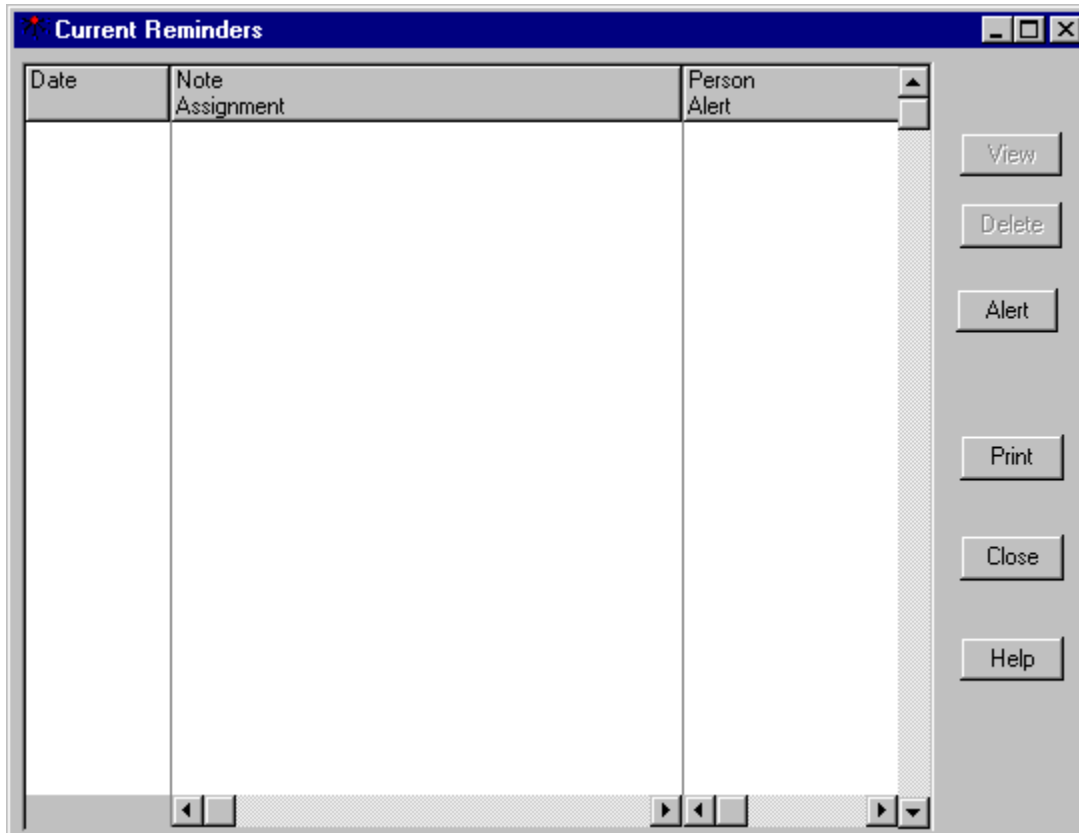 Current Reminders
Date
Note
Assignment
Person
Alert
View
Delete
Alert
Print
Close
Help